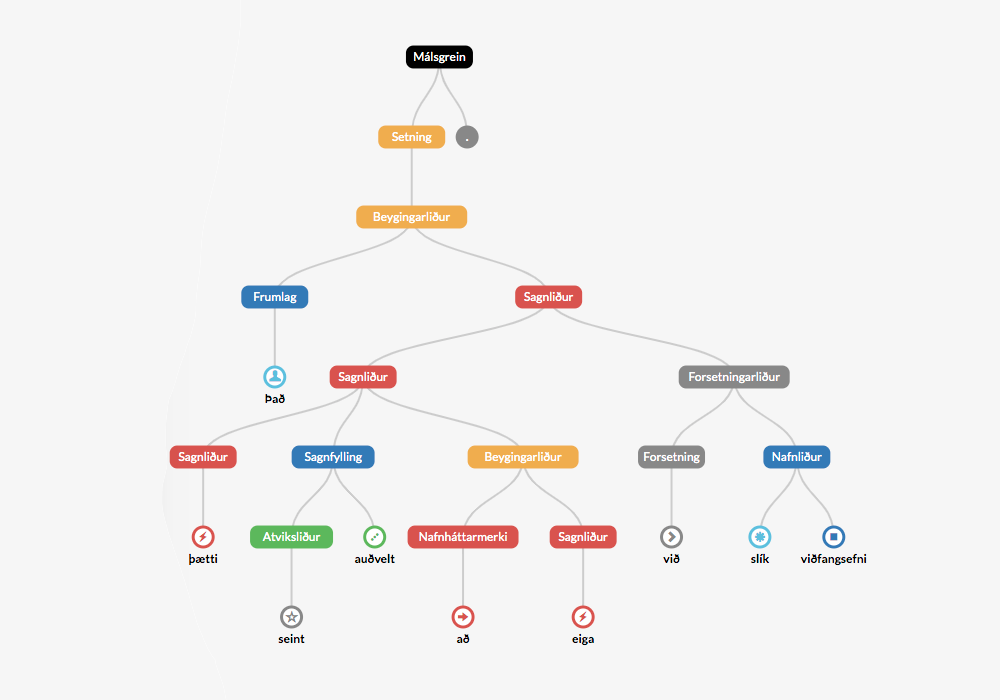 Málsgrein
Setning .
Beygingarliður
Frumlag Sagnliður
Það Sagnliður Forsetningarliður
Sagnliður Sagnfylling Beygingarliður Forsetning Nafnliður
þætti Atviksliður auðvelt Nafnháttarmerki Sagnliður við slík viðfangsefni
seint að eiga